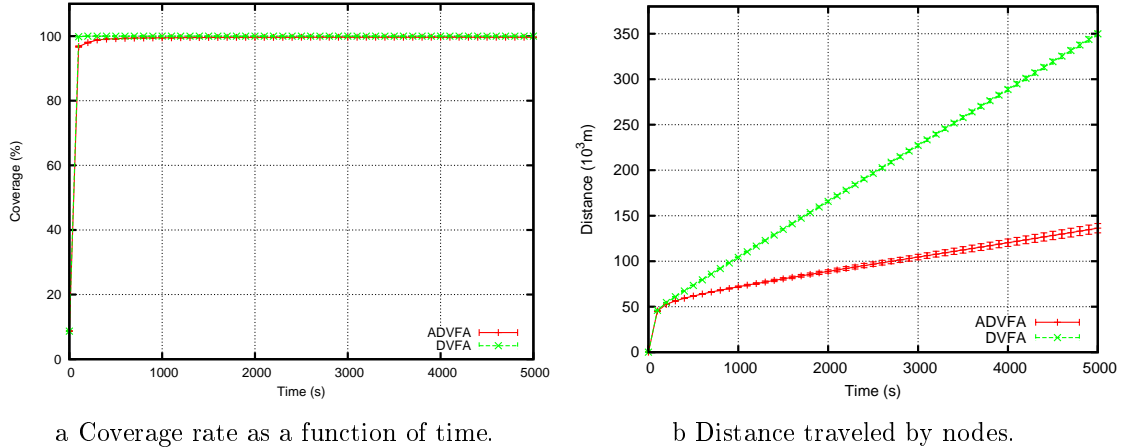 100
80
60
40
20
0
Coverage (%)
ADVFA
DVFA
0 1000 2000 3000 4000 5000
Time (s)
a Coverage rate as a function of time.
350
300
250
200
150
100
50
0
Distance (10³m)
ADVFA
DVFA
0 1000 2000 3000 4000 5000
Time (s)
b Distance traveled by nodes.